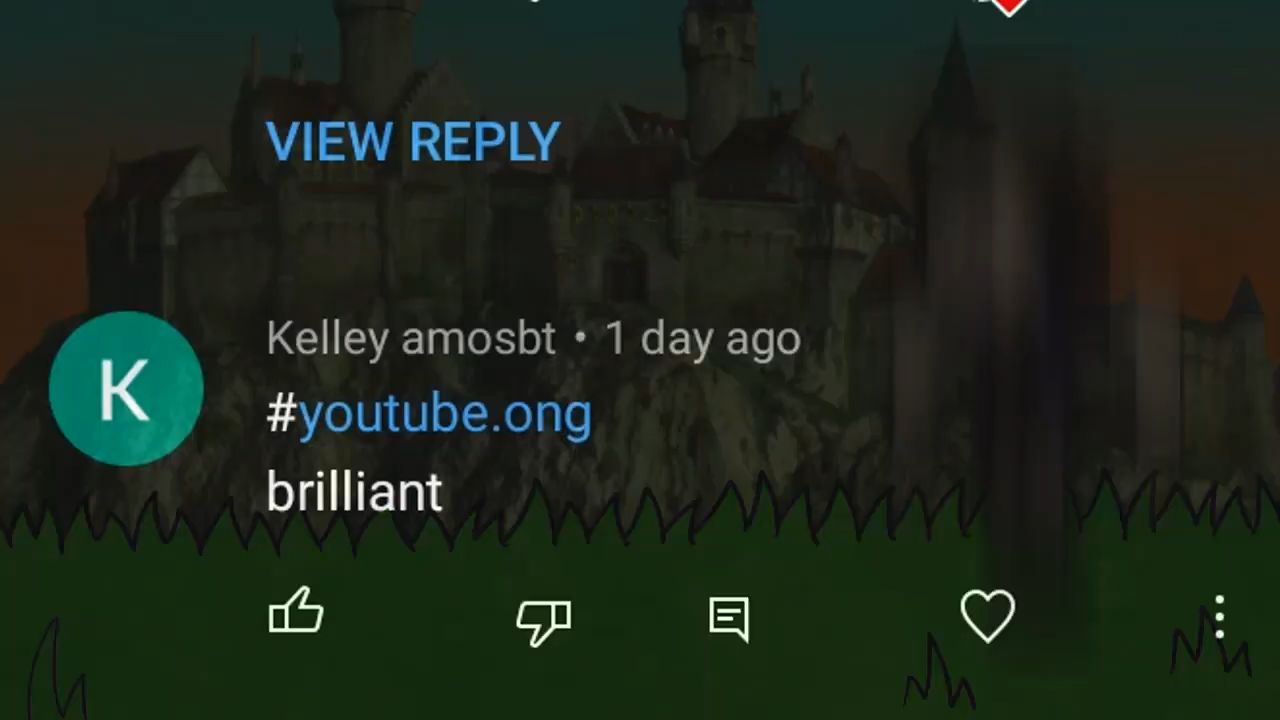 VIEW REPLY
Kelley amosbt • 1 day ago
K
#youtube.ong
brilliant